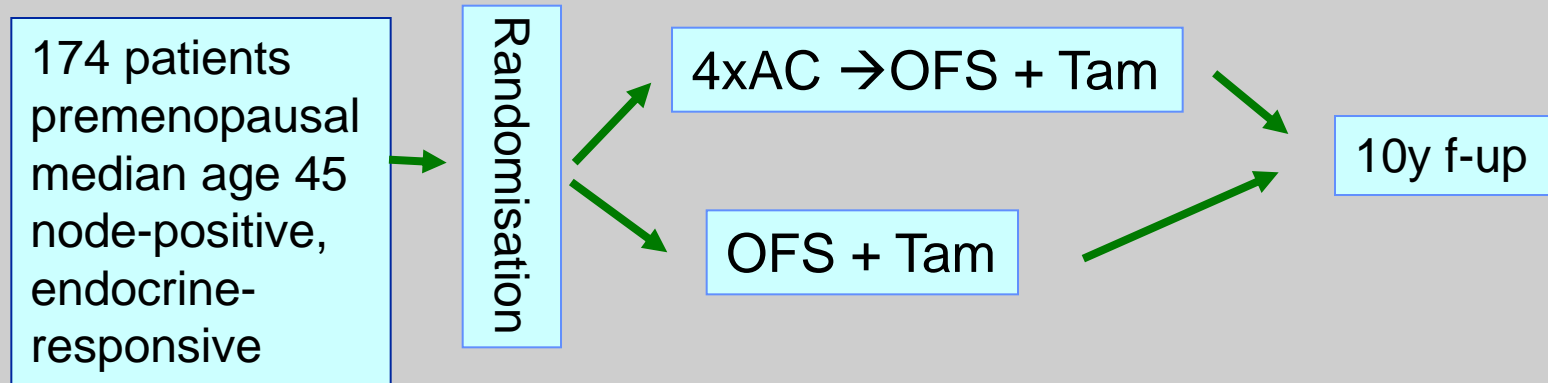 174 patients
premenopausal
median age 45
node-positive,
endocrine-
responsive
Randomisation
4xAC →OFS + Tam
OFS + Tam
10y f-up